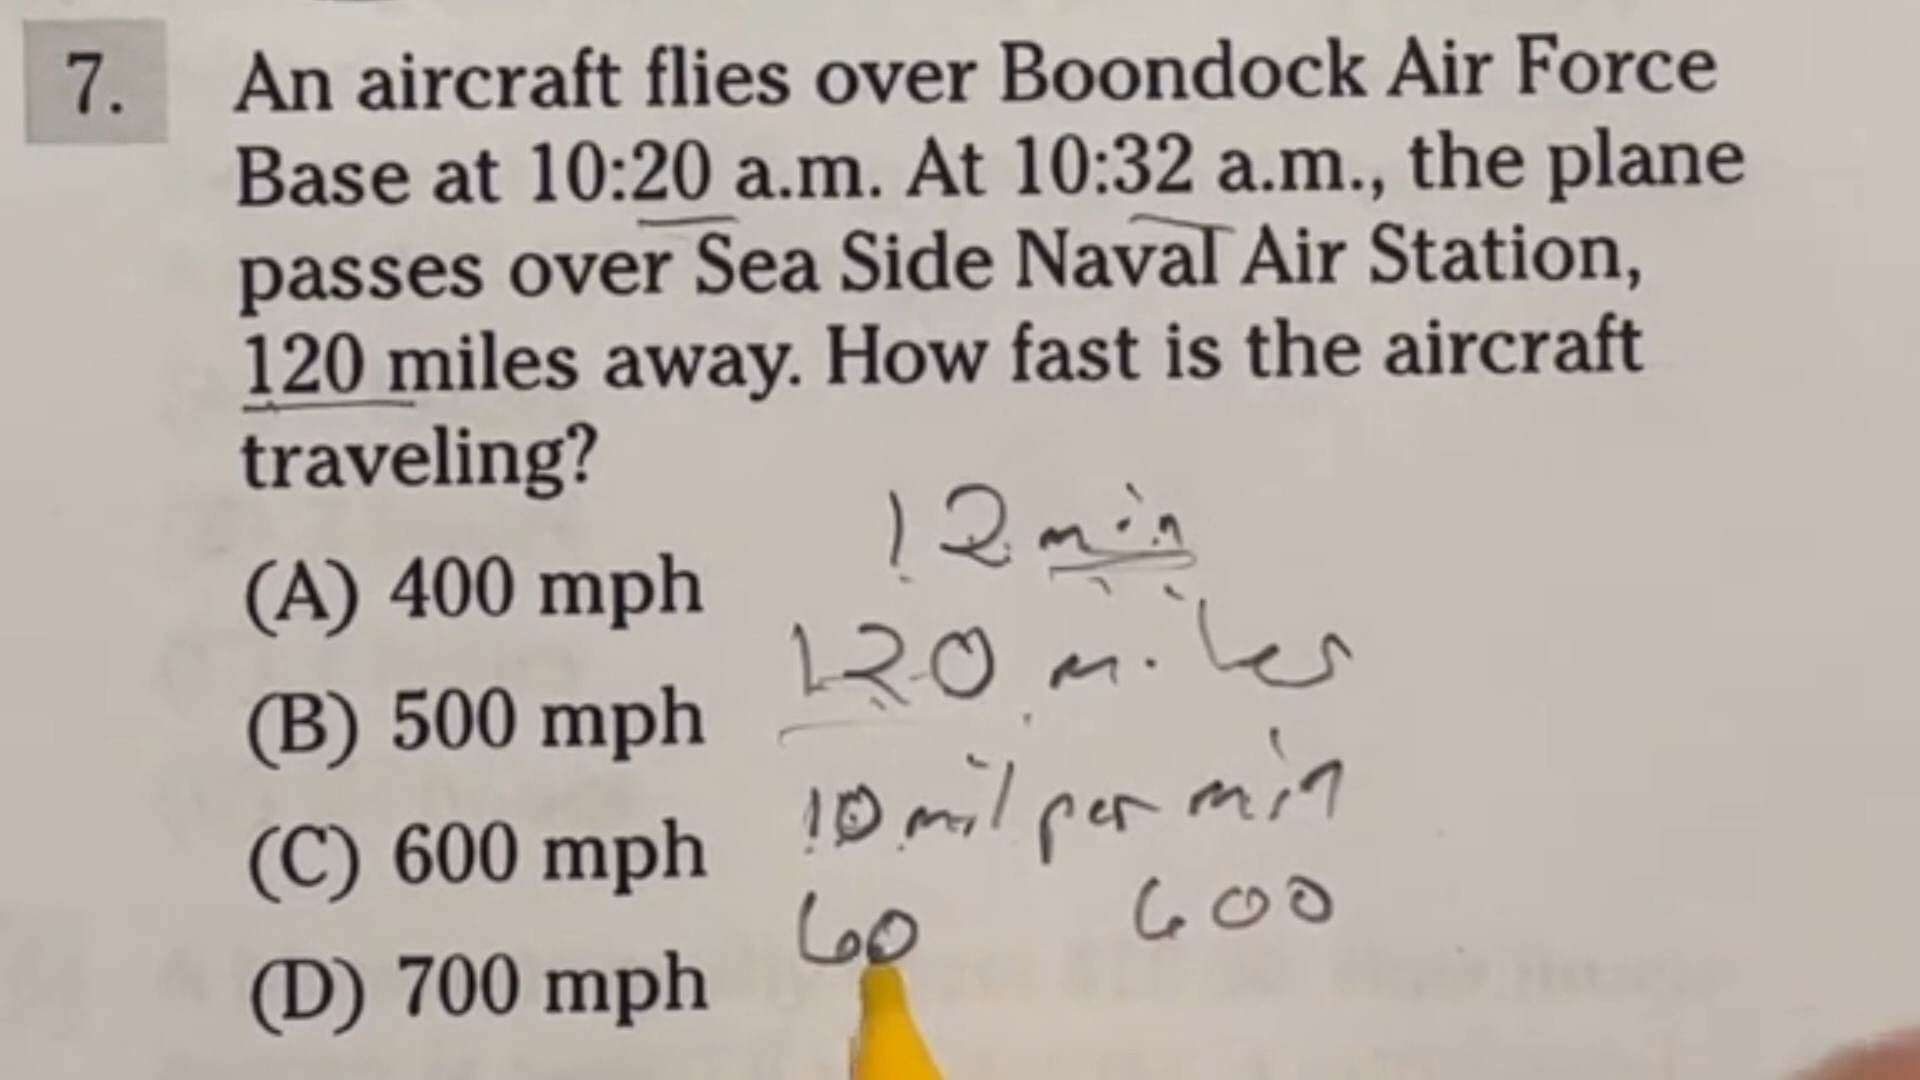 7. An aircraft flies over Boondock Air Force
Base at 10:20 a.m. At 10:32 a.m., the plane
passes over Sea Side Naval Air Station,
120 miles away. How fast is the aircraft
traveling?
12 min
(A) 400 mph
120 miles
(B) 500 mph
10 mil per min
(C) 600 mph
60 600
(D) 700 mph